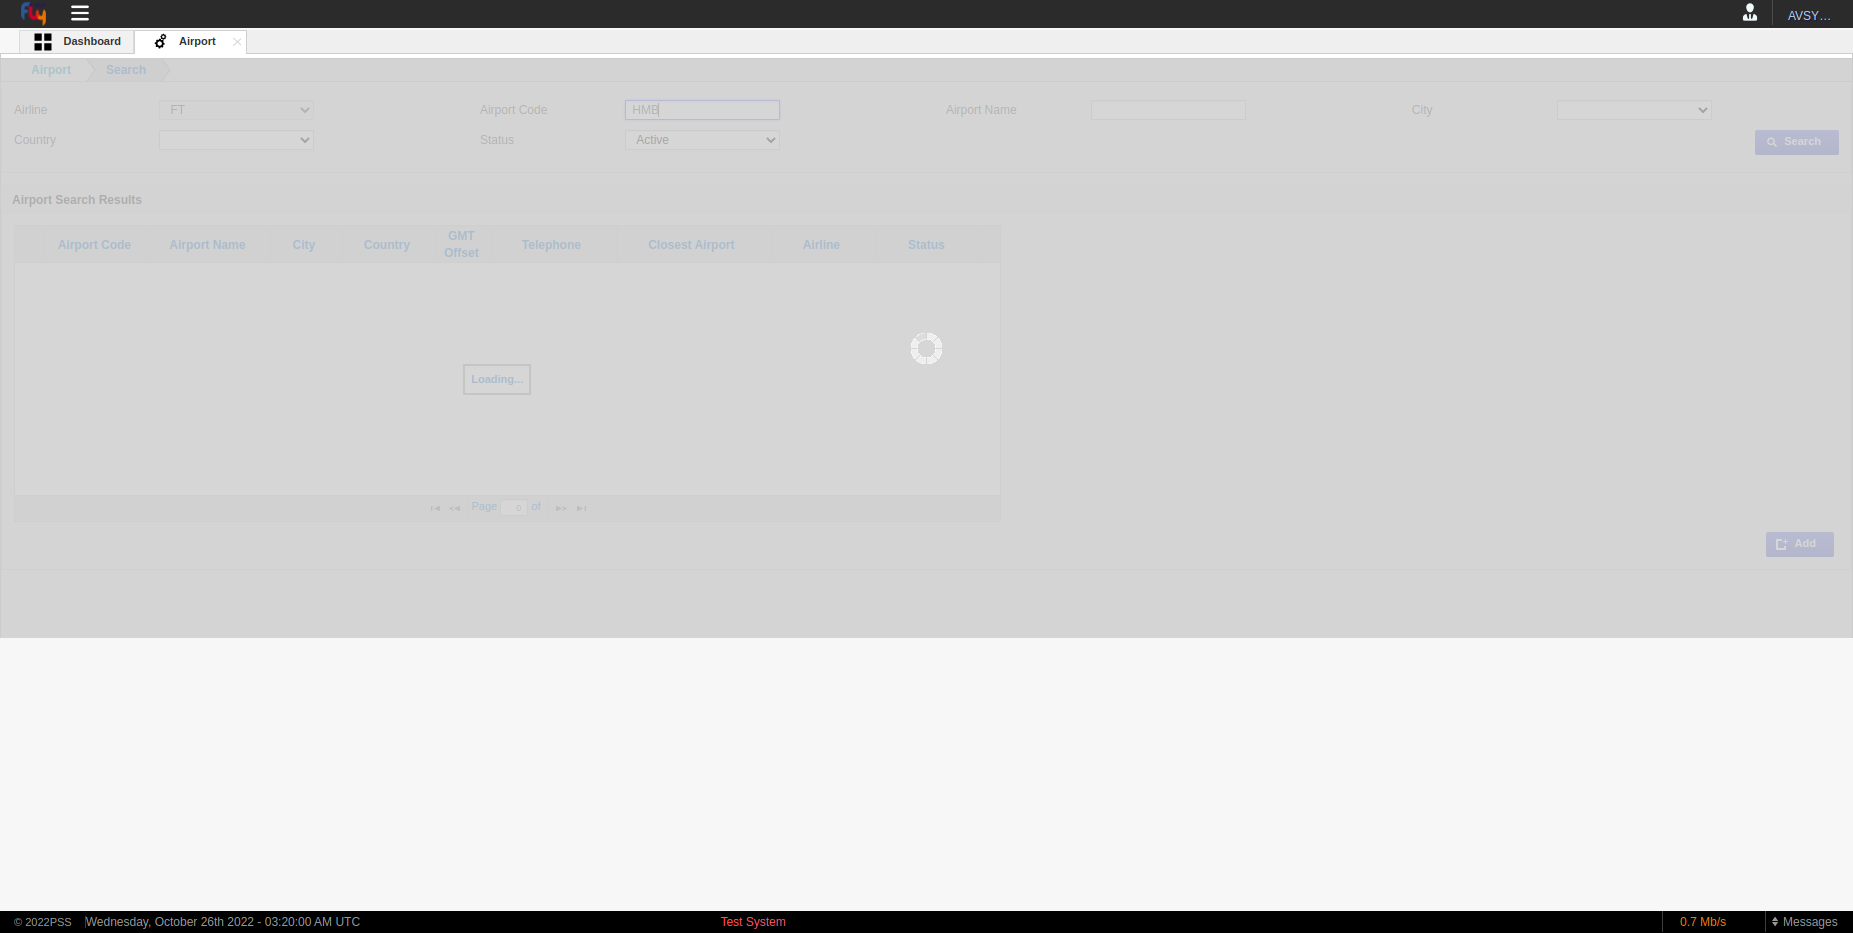 Fly
AVSY...
Dashboard
Airport
Airport
Search
Airline
FT
Airport Code
HMB
Airport Name
City
Country
Status
Active
Search
Airport Search Results
Airport Code
Airport Name
City
Country
GMT
Offset
Telephone
Closest Airport
Airline
Status
Loading...
Page 0 of
Add
© 2022PSS
Wednesday, October 26th 2022 - 03:20:00 AM UTC
Test System
0.7 Mb/s
Messages